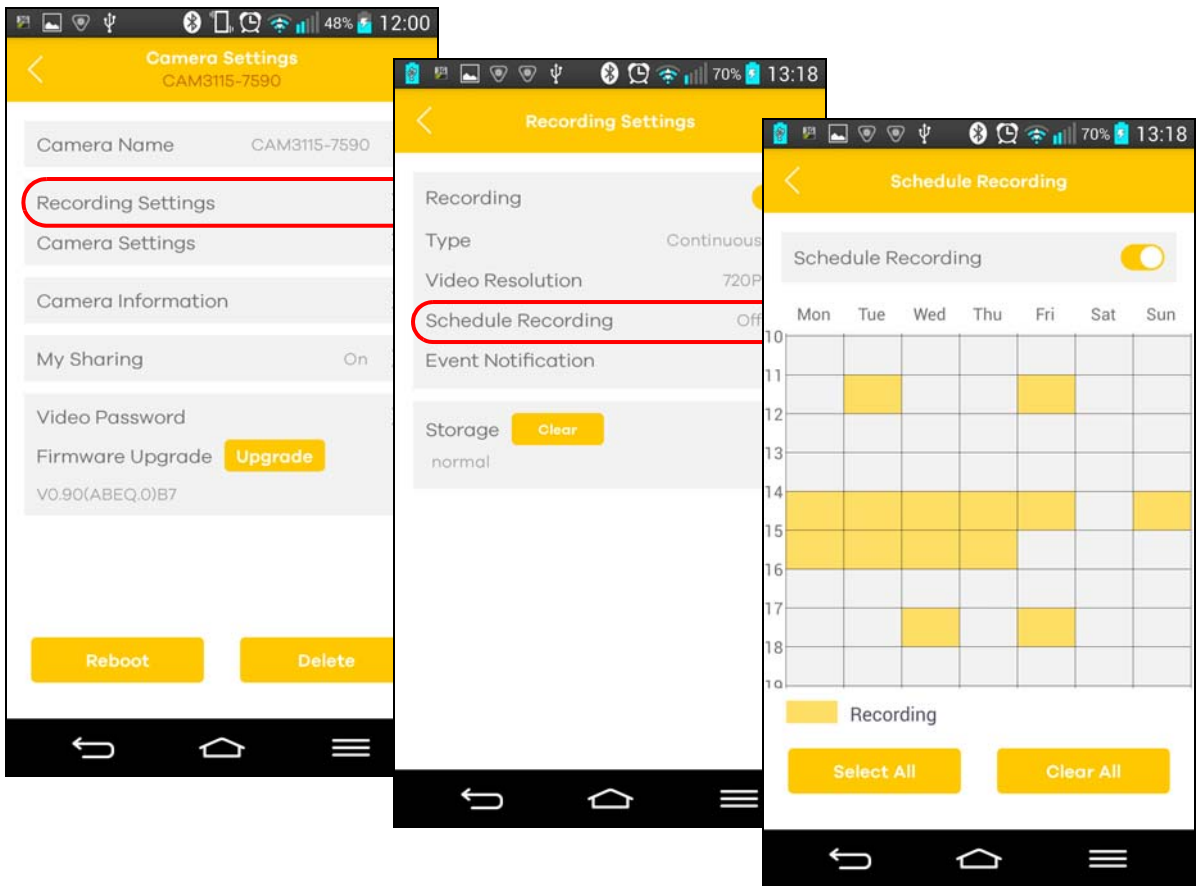 48% 12:00
Camera Settings
CAM3115-7590
Camera Name CAM3115-7590
Recording Settings
Camera Settings
Camera Information
My Sharing On
Video Password
Firmware Upgrade Upgrade
V0.90(ABEQ.0)B7
Reboot Delete
70% 13:18
Recording Settings
Recording
Type Continuous
Video Resolution 720P
Schedule Recording Off
Event Notification
Storage Clear
normal
70% 13:18
Schedule Recording
Schedule Recording
Mon Tue Wed Thu Fri Sat Sun
10
11
12
13
14
15
16
17
18
19
Recording
Select All Clear All